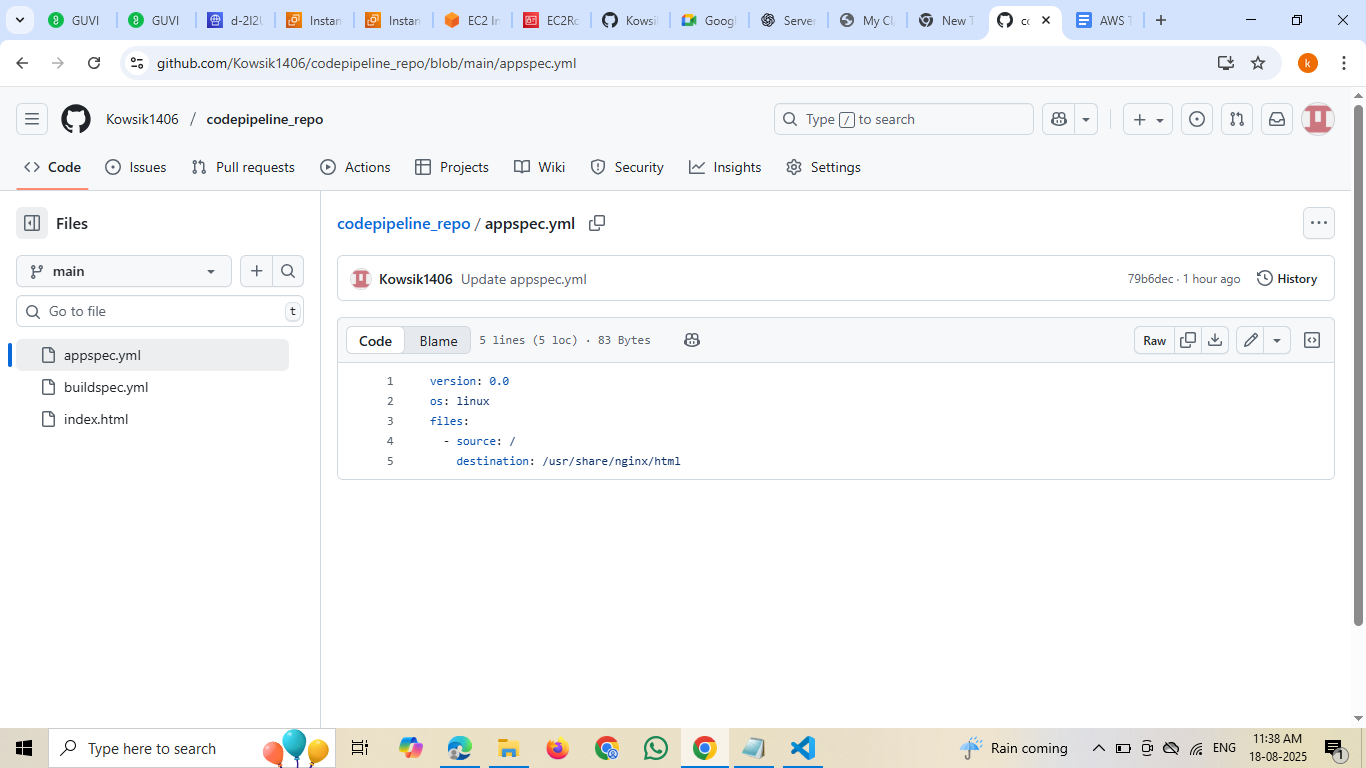 GUVI
GUVI
d-2I2U
Instan
Instan
EC2 In
EC2Ro
Kowsik
Googl
Server
My Cl
New T
co
AWS T
github.com/Kowsik1406/codepipeline_repo/blob/main/appspec.yml
k
Kowsik1406 / codepipeline_repo
Type / to search
Code
Issues
Pull requests
Actions
Projects
Wiki
Security
Insights
Settings
Files
codepipeline_repo / appspec.yml
main
Kowsik1406 Update appspec.yml
79b6dec · 1 hour ago
History
Go to file
t
Code
Blame
5 lines (5 loc) · 83 Bytes
Raw
appspec.yml
buildspec.yml
index.html
1 version: 0.0
2 os: linux
3 files:
4 - source: /
5 destination: /usr/share/nginx/html
Type here to search
Rain coming
ENG
11:38 AM
18-08-2025
1